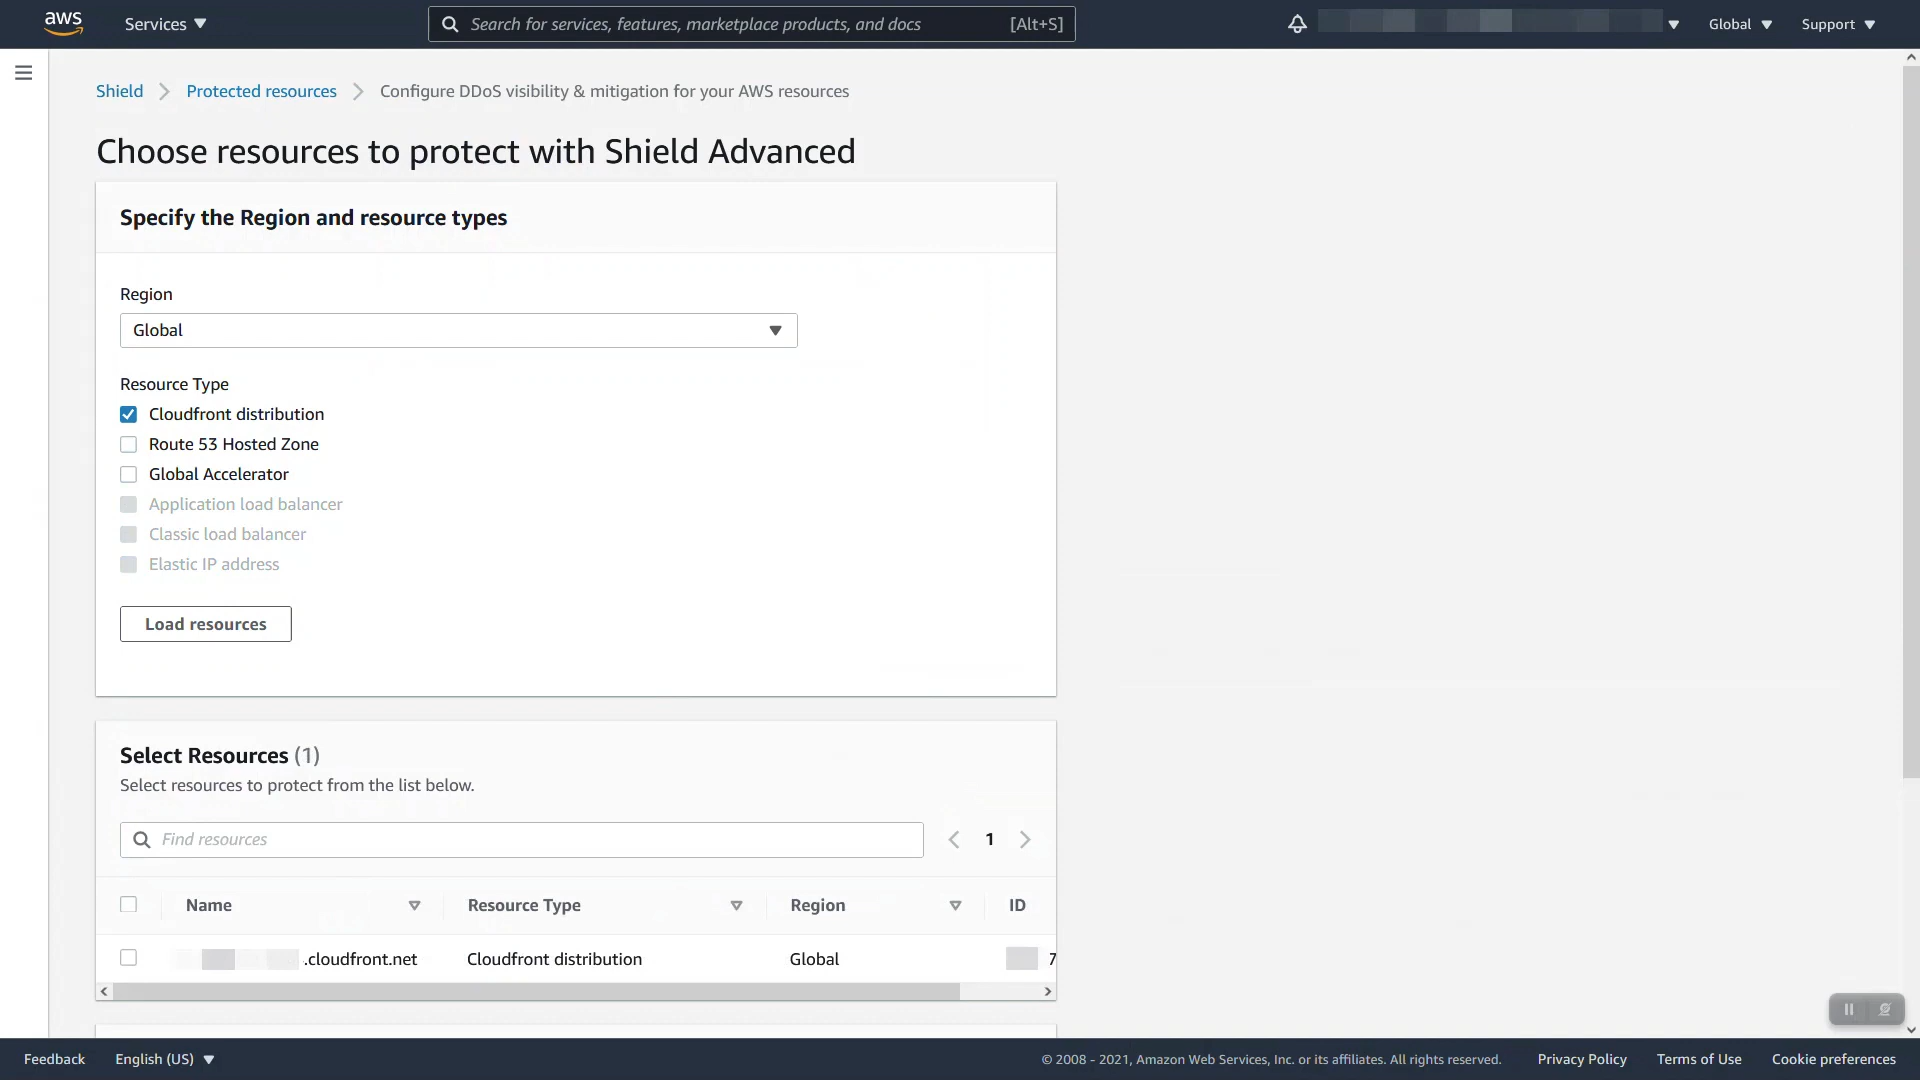 aws Services Search for services, features, marketplace products, and docs [Alt+S] Global Support
Shield Protected resources Configure DDoS visibility & mitigation for your AWS resources
Choose resources to protect with Shield Advanced
Specify the Region and resource types
Region
Global
Resource Type
Cloudfront distribution
Route 53 Hosted Zone
Global Accelerator
Application load balancer
Classic load balancer
Elastic IP address
Load resources
Select Resources (1)
Select resources to protect from the list below.
Find resources 1
Name Resource Type Region ID
.cloudfront.net Cloudfront distribution Global 7
Feedback English (US) © 2008 - 2021, Amazon Web Services, Inc. or its affiliates. All rights reserved. Privacy Policy Terms of Use Cookie preferences